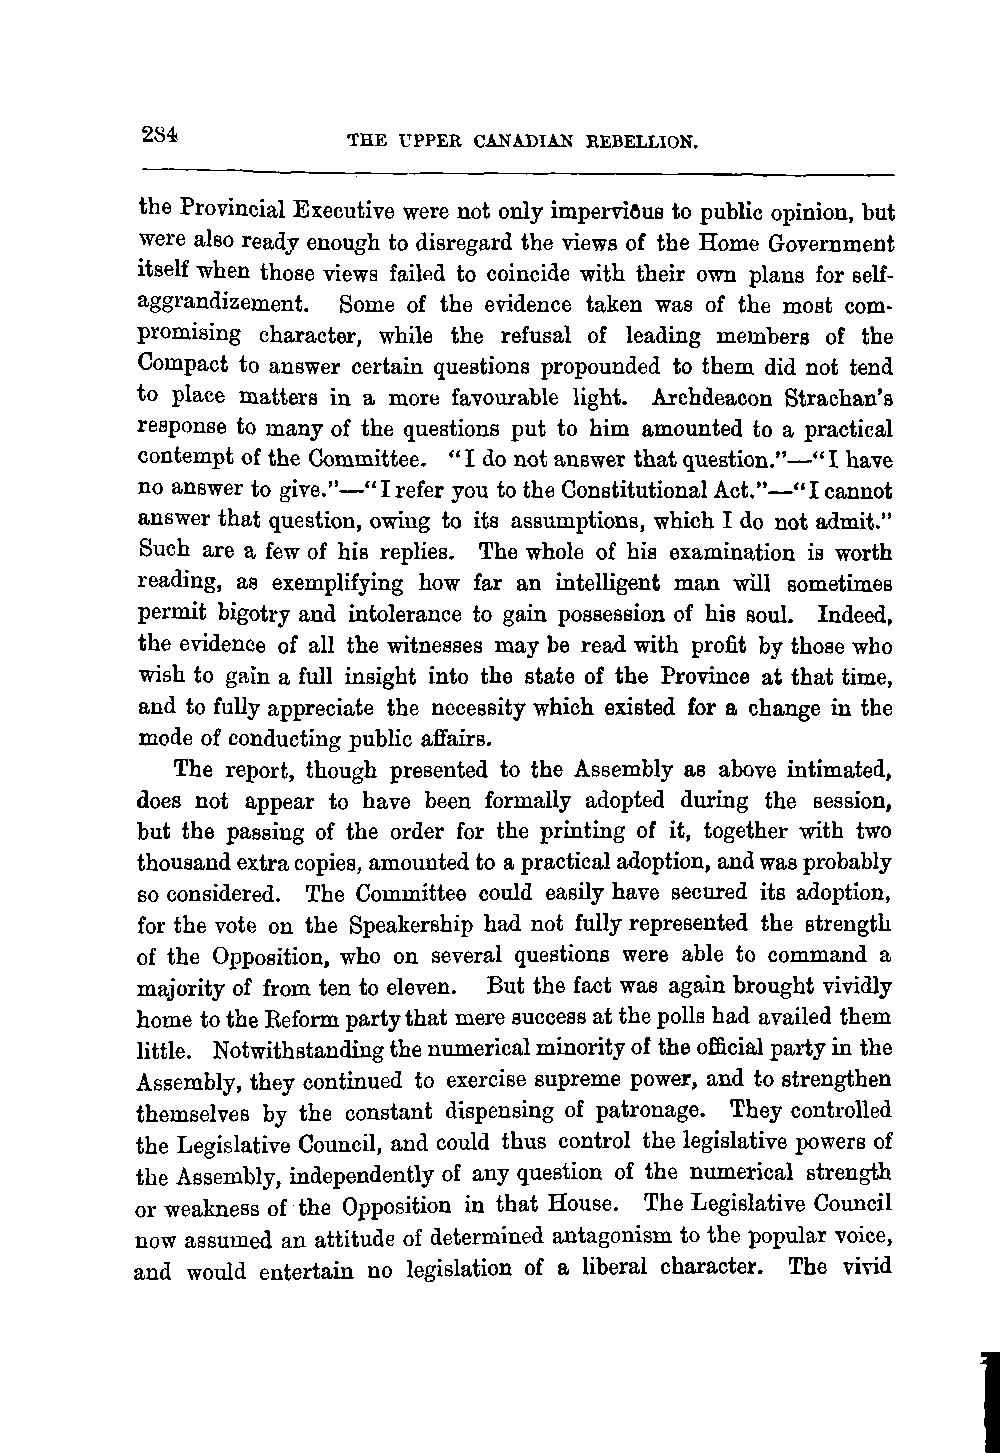 284
THE UPPER CANADIAN REBELLION.
the Provincial Executive were not only impervious to public opinion, but
were also ready enough to disregard the views of the Home Government
itself when those views failed to coincide with their own plans for self-
aggrandizement. Some of the evidence taken was of the most com-
promising character, while the refusal of leading members of the
Compact to answer certain questions propounded to them did not tend
to place matters in a more favourable light. Archdeacon Strachan's
response to many of the questions put to him amounted to a practical
contempt of the Committee. "I do not answer that question."—"I have
no answer to give."—"I refer you to the Constitutional Act."—"I cannot
answer that question, owing to its assumptions, which I do not admit."
Such are a few of his replies. The whole of his examination is worth
reading, as exemplifying how far an intelligent man will sometimes
permit bigotry and intolerance to gain possession of his soul. Indeed,
the evidence of all the witnesses may be read with profit by those who
wish to gain a full insight into the state of the Province at that time,
and to fully appreciate the necessity which existed for a change in the
mode of conducting public affairs.
The report, though presented to the Assembly as above intimated,
does not appear to have been formally adopted during the session,
but the passing of the order for the printing of it, together with two
thousand extra copies, amounted to a practical adoption, and was probably
so considered. The Committee could easily have secured its adoption,
for the vote on the Speakership had not fully represented the strength
of the Opposition, who on several questions were able to command a
majority of from ten to eleven. But the fact was again brought vividly
home to the Reform party that mere success at the polls had availed them
little. Notwithstanding the numerical minority of the official party in the
Assembly, they continued to exercise supreme power, and to strengthen
themselves by the constant dispensing of patronage. They controlled
the Legislative Council, and could thus control the legislative powers of
the Assembly, independently of any question of the numerical strength
or weakness of the Opposition in that House. The Legislative Council
now assumed an attitude of determined antagonism to the popular voice,
and would entertain no legislation of a liberal character. The vivid